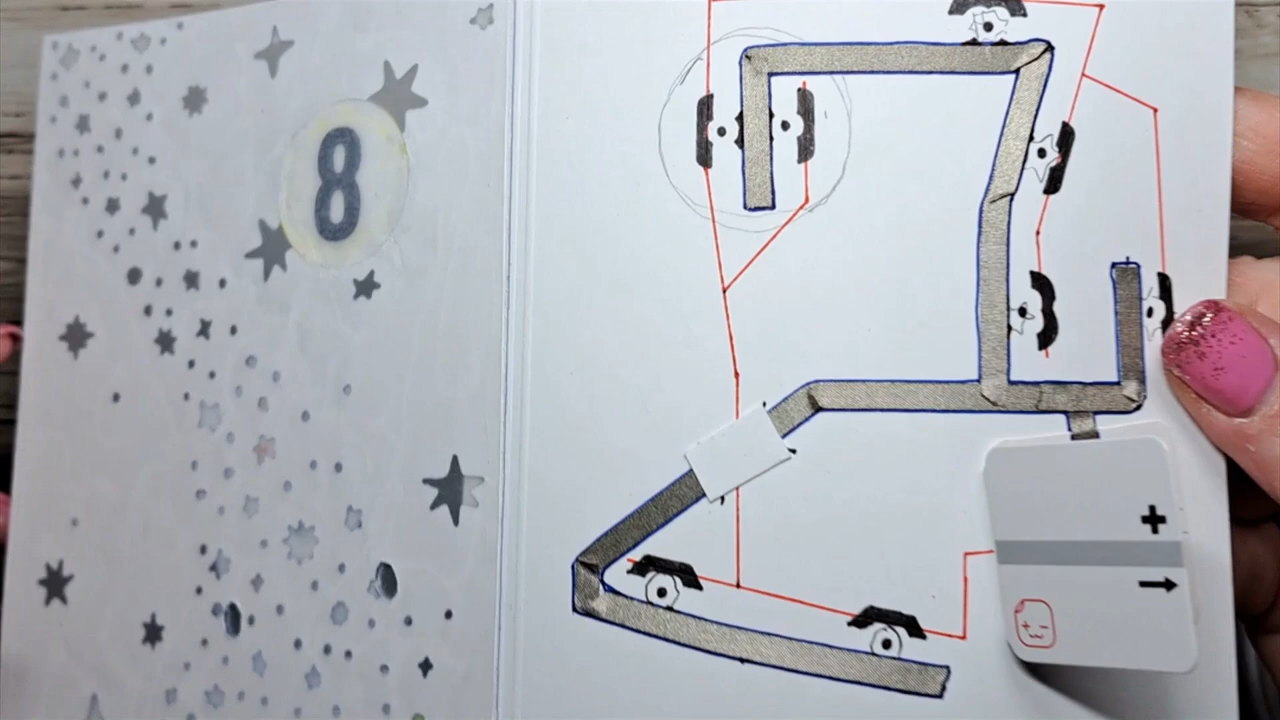 8
+
→